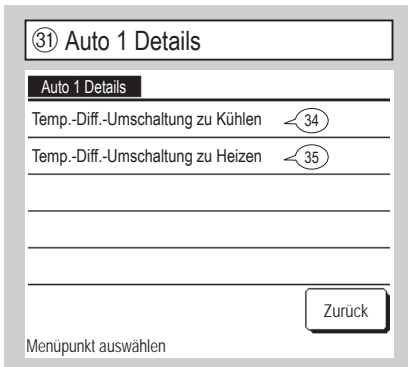 ㉛ Auto 1 Details
Auto 1 Details
Temp.-Diff.-Umschaltung zu Kühlen 34
Temp.-Diff.-Umschaltung zu Heizen 35
Zurück
Menüpunkt auswählen